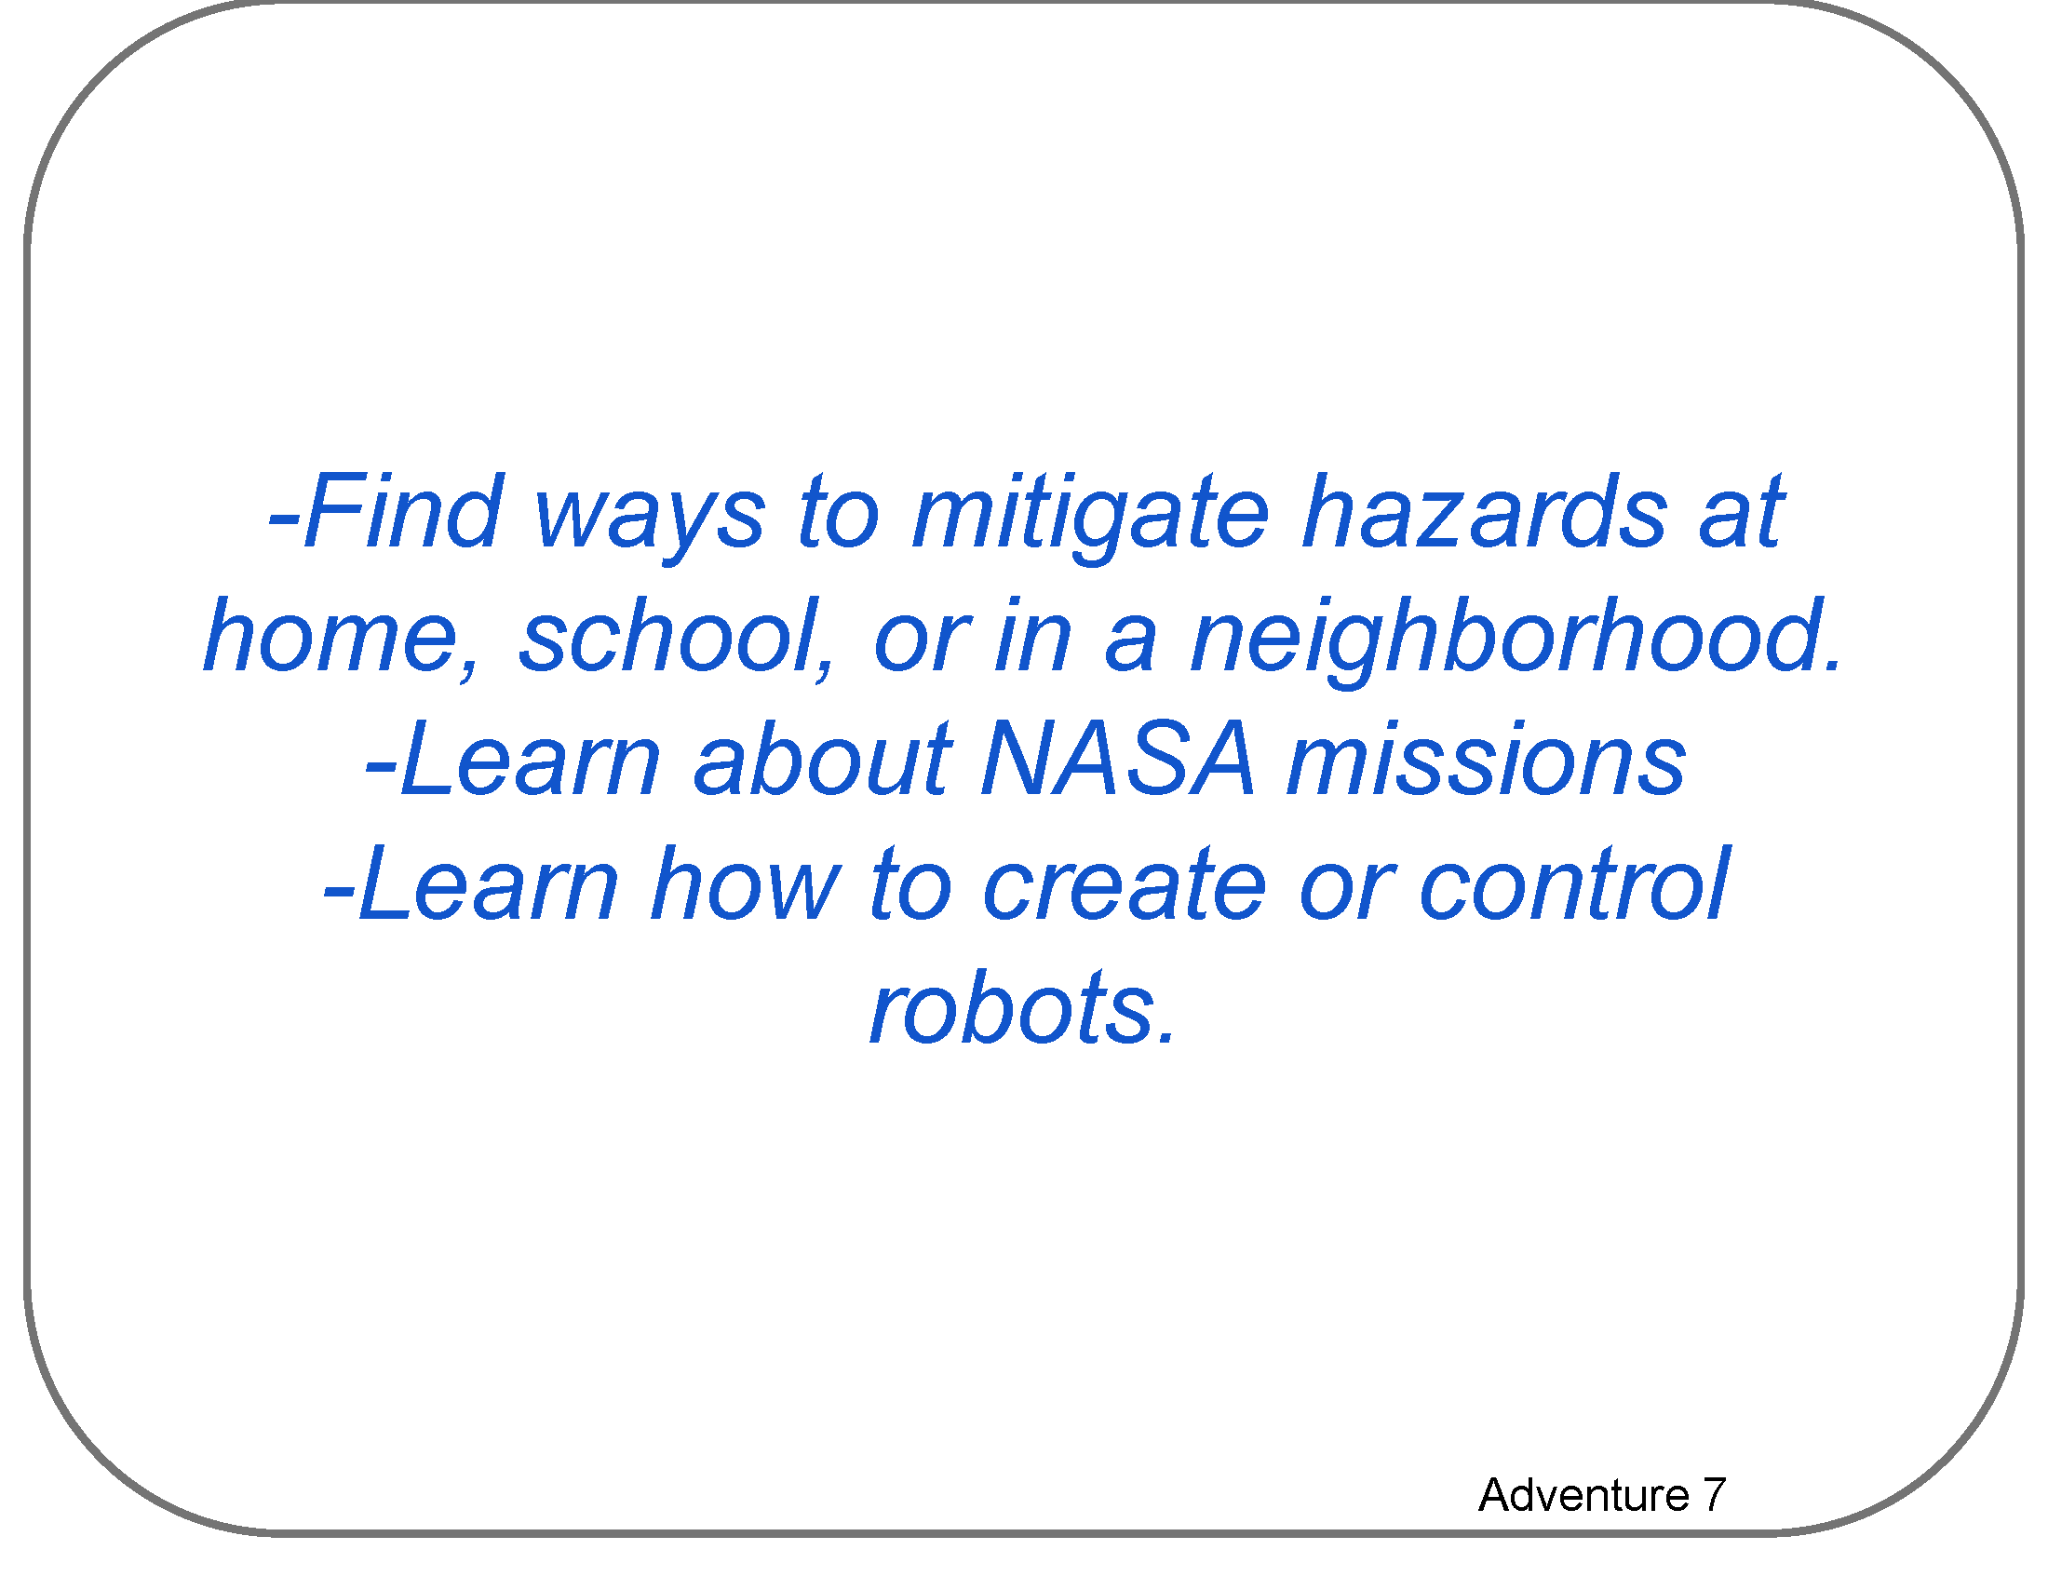 -Find ways to mitigate hazards at
home, school, or in a neighborhood.
-Learn about NASA missions
-Learn how to create or control
robots.
Adventure 7